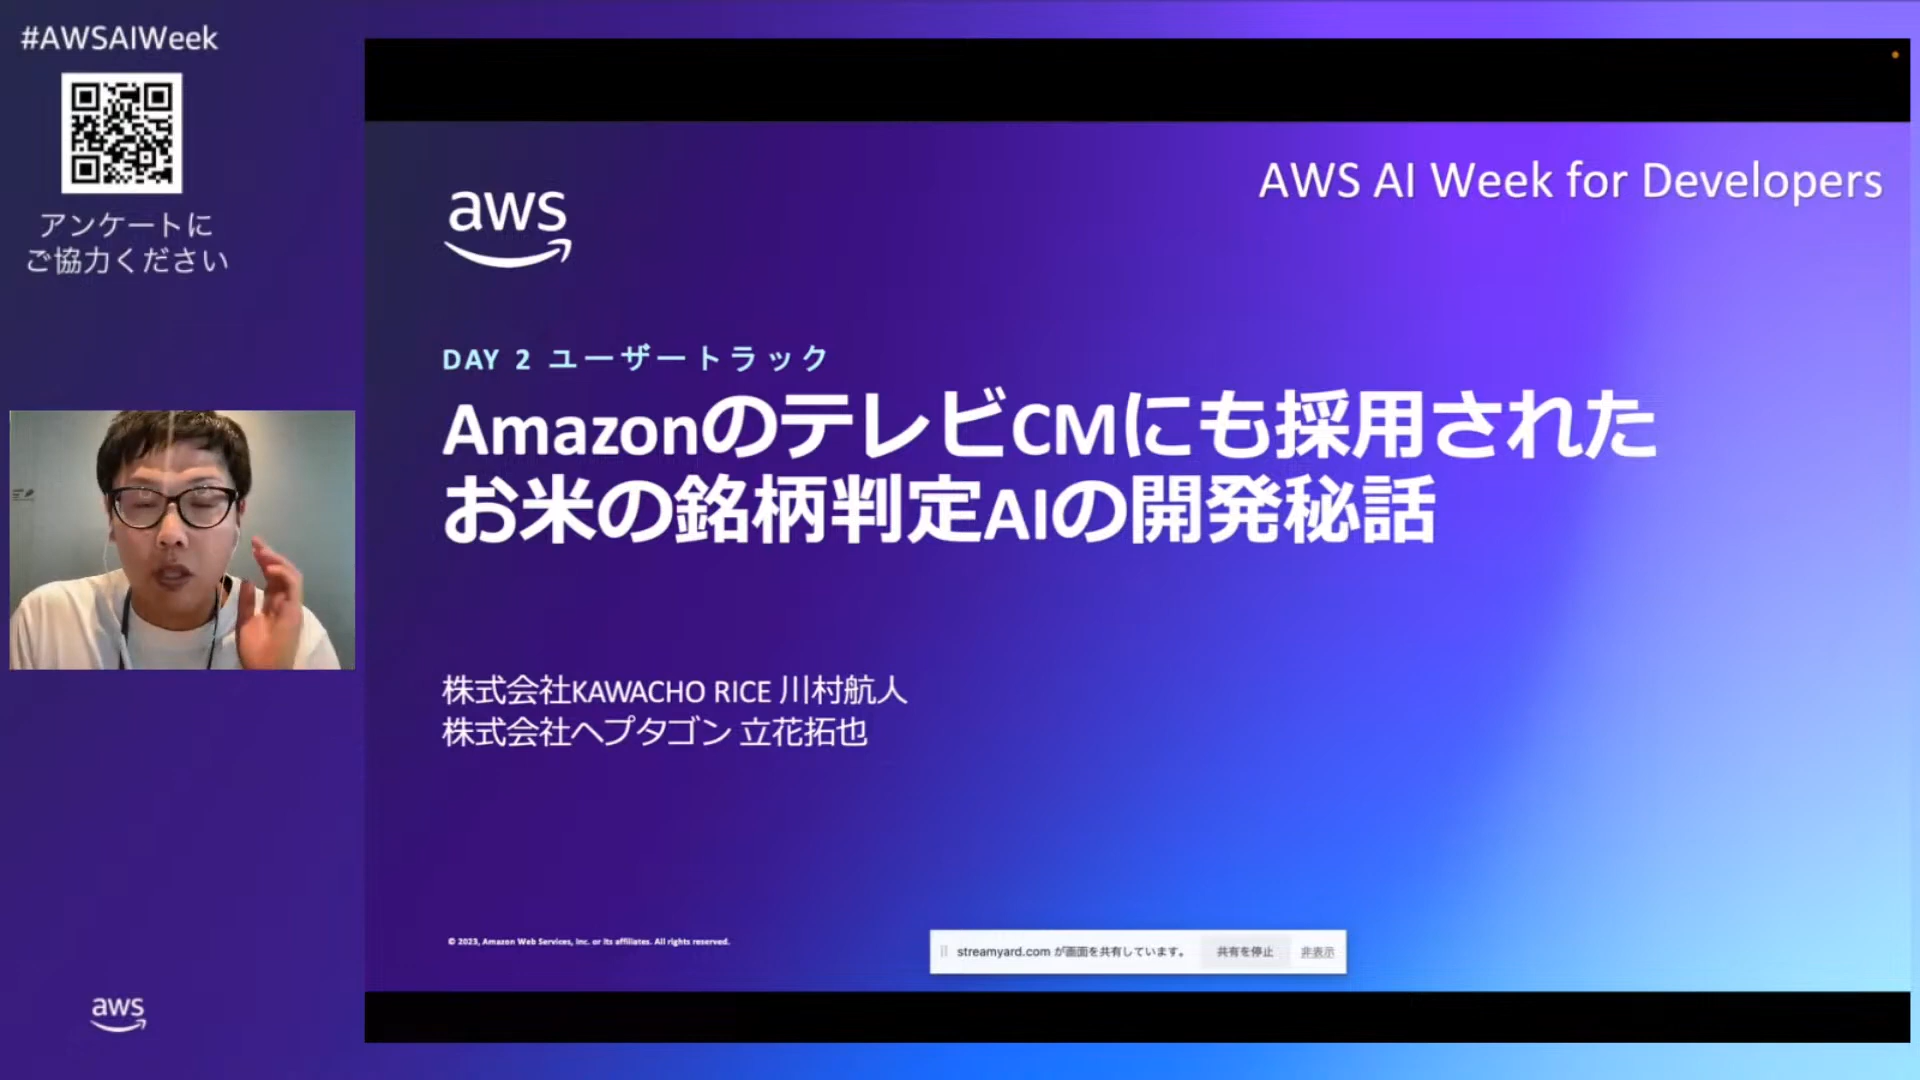 #AWSAIWeek
アンケートに
ご協力ください
AWS AI Week for Developers
aws
DAY 2 ユーザートラック
AmazonのテレビCMにも採用された
お米の銘柄判定AIの開発秘話
株式会社KAWACHO RICE 川村航人
株式会社ヘプタゴン 立花拓也
© 2023, Amazon Web Services, Inc. or its affiliates. All rights reserved.
streamyard.com が画面を共有しています。 共有を停止 非表示
aws